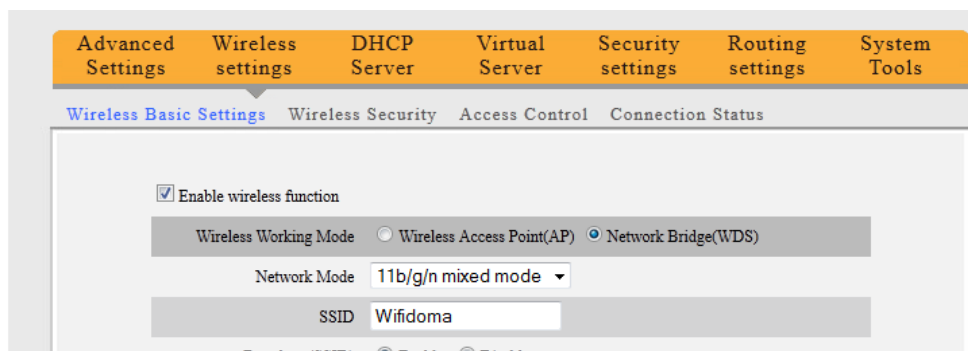 Advanced Settings Wireless settings DHCP Server Virtual Server Security settings Routing settings System Tools
Wireless Basic Settings Wireless Security Access Control Connection Status
Enable wireless function
Wireless Working Mode Wireless Access Point(AP) Network Bridge(WDS)
Network Mode 11b/g/n mixed mode
SSID Wifidoma